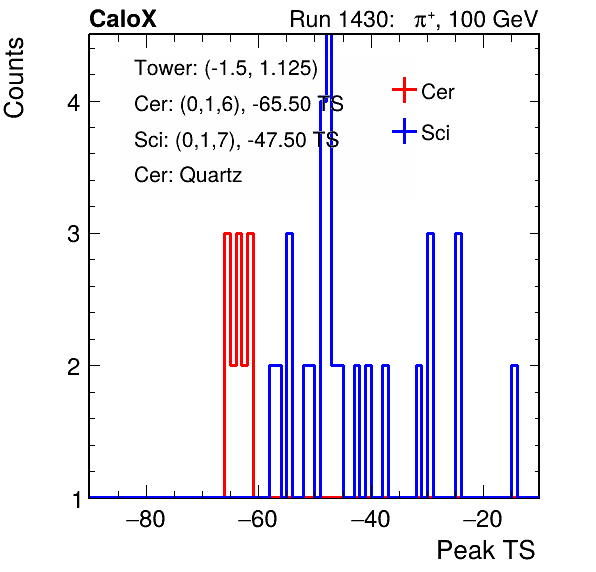 CaloX Run 1430: π⁺, 100 GeV
Counts
Tower: (-1.5, 1.125)
Cer: (0,1,6), -65.50 TS
Sci: (0,1,7), -47.50 TS
Cer: Quartz
Cer
Sci
4
3
2
1
−80 −60 −40 −20
Peak TS